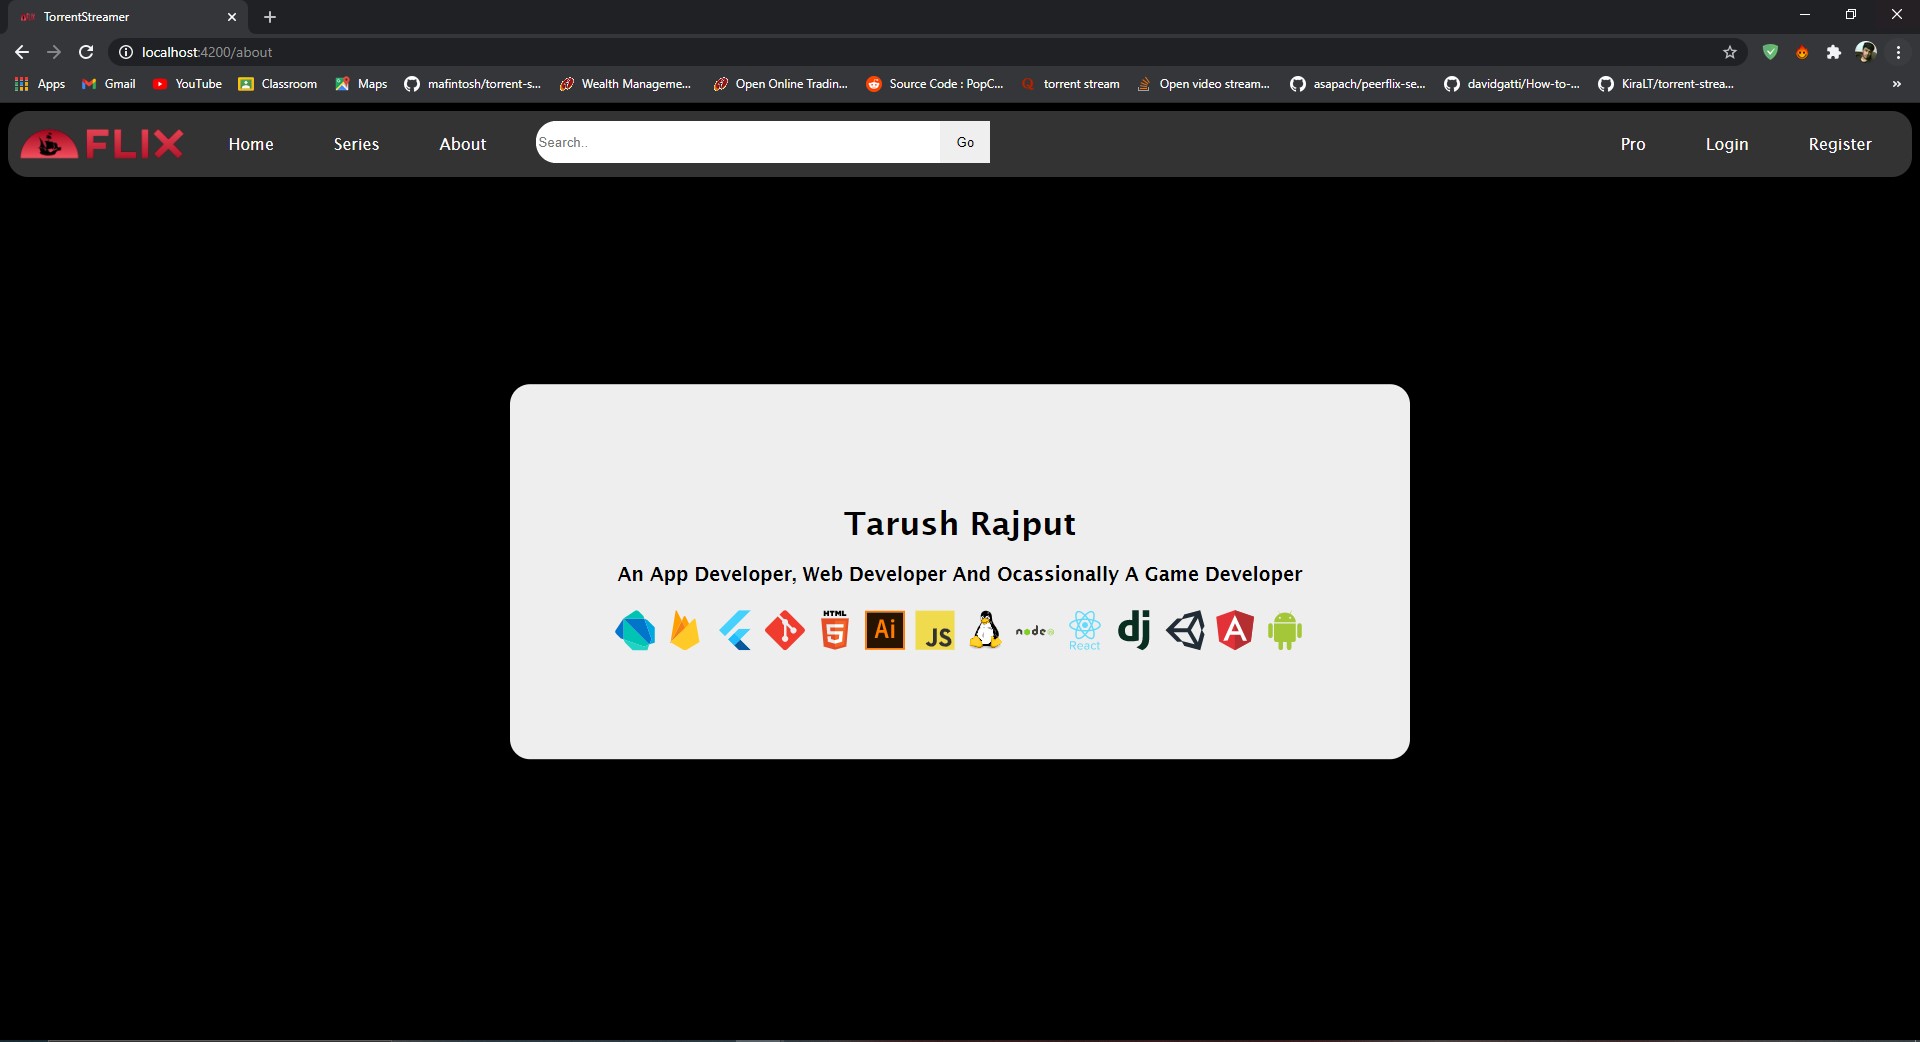 TorrentStreamer
localhost:4200/about
Apps Gmail YouTube Classroom Maps mafintosh/torrent-s... Wealth Manageme... Open Online Tradin... Source Code : PopC... torrent stream Open video stream... asapach/peerflix-se... davidgatti/How-to-... KiraLT/torrent-strea... »
FLIX Home Series About Search.. Go Pro Login Register
Tarush Rajput
An App Developer, Web Developer And Ocassionally A Game Developer
HTML
5 Ai JS node dj A
React